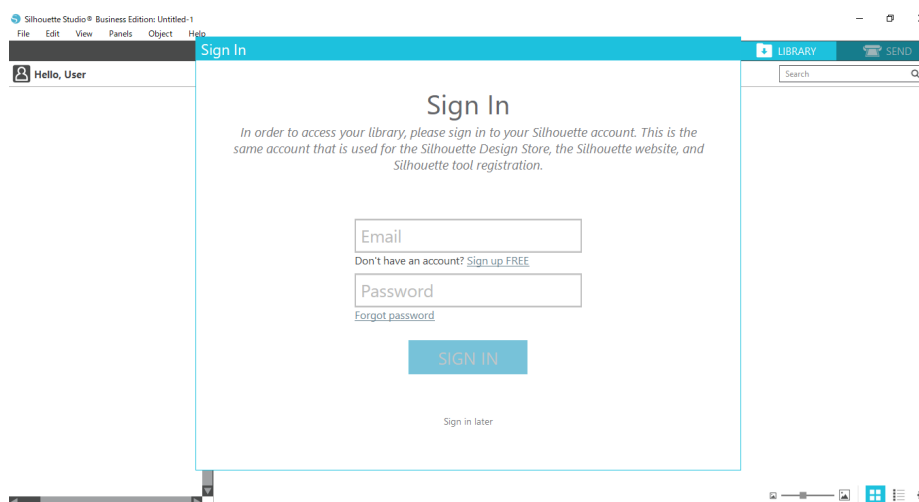 Silhouette Studio® Business Edition: Untitled-1
File Edit View Panels Object Help
Sign In
LIBRARY
SEND
Hello, User
Search
Sign In
In order to access your library, please sign in to your Silhouette account. This is the
same account that is used for the Silhouette Design Store, the Silhouette website, and
Silhouette tool registration.
Email
Don't have an account? Sign up FREE
Password
Forgot password
SIGN IN
Sign in later